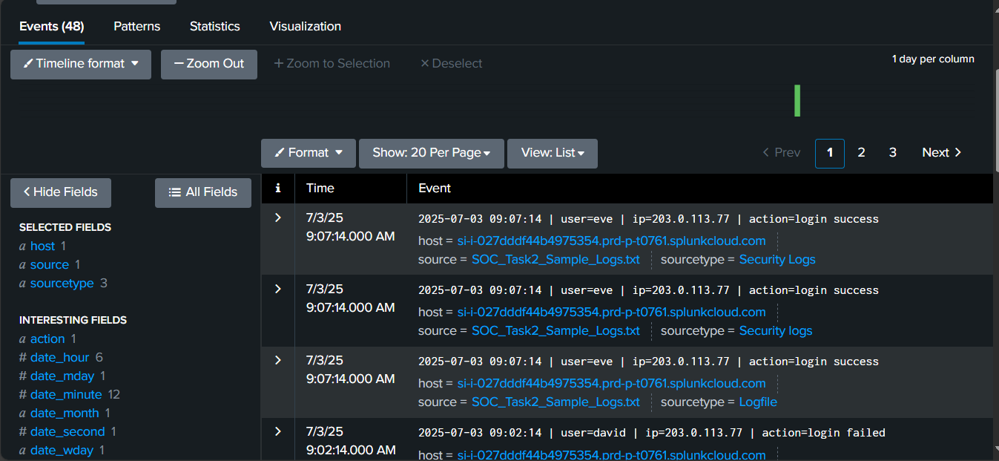 Events (48) Patterns Statistics Visualization
Timeline format — Zoom Out + Zoom to Selection × Deselect 1 day per column
Format Show: 20 Per Page View: List < Prev 1 2 3 Next >
< Hide Fields All Fields
i Time Event
SELECTED FIELDS
a host 1
a source 1
a sourcetype 3
INTERESTING FIELDS
a action 1
# date_hour 6
# date_mday 1
# date_minute 12
a date_month 1
# date_second 1
a date_wday 1
> 7/3/25 2025-07-03 09:07:14 | user=eve | ip=203.0.113.77 | action=login success
9:07:14.000 AM
host = si-i-027dddf44b4975354.prd-p-t0761.splunkcloud.com
source = SOC_Task2_Sample_Logs.txt sourcetype = Security Logs
> 7/3/25 2025-07-03 09:07:14 | user=eve | ip=203.0.113.77 | action=login success
9:07:14.000 AM
host = si-i-027dddf44b4975354.prd-p-t0761.splunkcloud.com
source = SOC_Task2_Sample_Logs.txt sourcetype = Security logs
> 7/3/25 2025-07-03 09:07:14 | user=eve | ip=203.0.113.77 | action=login success
9:07:14.000 AM
host = si-i-027dddf44b4975354.prd-p-t0761.splunkcloud.com
source = SOC_Task2_Sample_Logs.txt sourcetype = Logfile
> 7/3/25 2025-07-03 09:02:14 | user=david | ip=203.0.113.77 | action=login failed
9:02:14.000 AM
host = si-i-027dddf44b4975354.prd-p-t0761.splunkcloud.com